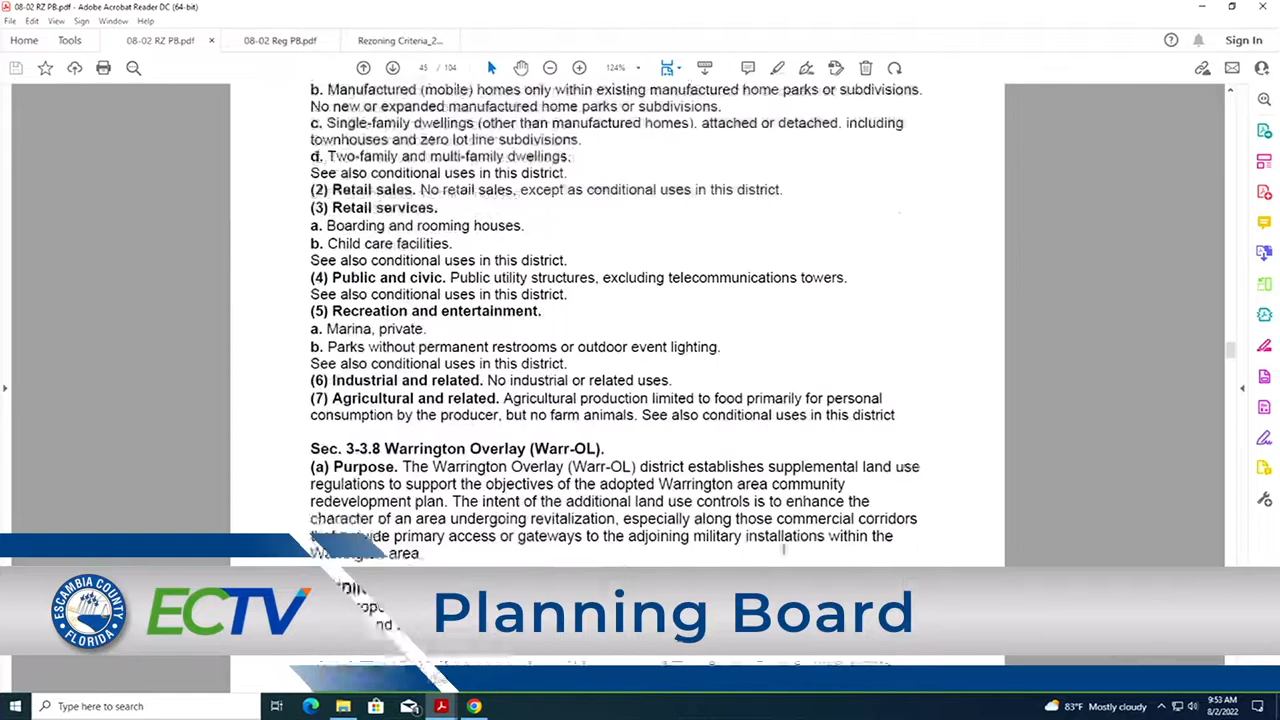 08-02 RZ PB.pdf - Adobe Acrobat Reader DC (64-bit)
File Edit View Sign Window Help
Home Tools 08-02 RZ PB.pdf × 08-02 Reg PB.pdf Rezoning Criteria_2... Sign In
45 / 104 124%
b. Manufactured (mobile) homes only within existing manufactured home parks or subdivisions.
No new or expanded manufactured home parks or subdivisions.
c. Single-family dwellings (other than manufactured homes), attached or detached, including
townhouses and zero lot line subdivisions.
d. Two-family and multi-family dwellings.
See also conditional uses in this district.
(2) Retail sales. No retail sales, except as conditional uses in this district.
(3) Retail services.
a. Boarding and rooming houses.
b. Child care facilities.
See also conditional uses in this district.
(4) Public and civic. Public utility structures, excluding telecommunications towers.
See also conditional uses in this district.
(5) Recreation and entertainment.
a. Marina, private.
b. Parks without permanent restrooms or outdoor event lighting.
See also conditional uses in this district.
(6) Industrial and related. No industrial or related uses.
(7) Agricultural and related. Agricultural production limited to food primarily for personal
consumption by the producer, but no farm animals. See also conditional uses in this district
Sec. 3-3.8 Warrington Overlay (Warr-OL).
(a) Purpose. The Warrington Overlay (Warr-OL) district establishes supplemental land use
regulations to support the objectives of the adopted Warrington area community
redevelopment plan. The intent of the additional land use controls is to enhance the
character of an area undergoing revitalization, especially along those commercial corridors
primary access or gateways to the adjoining military installations within the
area
ESCAMBIA COUNTY FLORIDA
ECTV
Planning Board
Type here to search
83°F Mostly cloudy
9:53 AM
8/2/2022